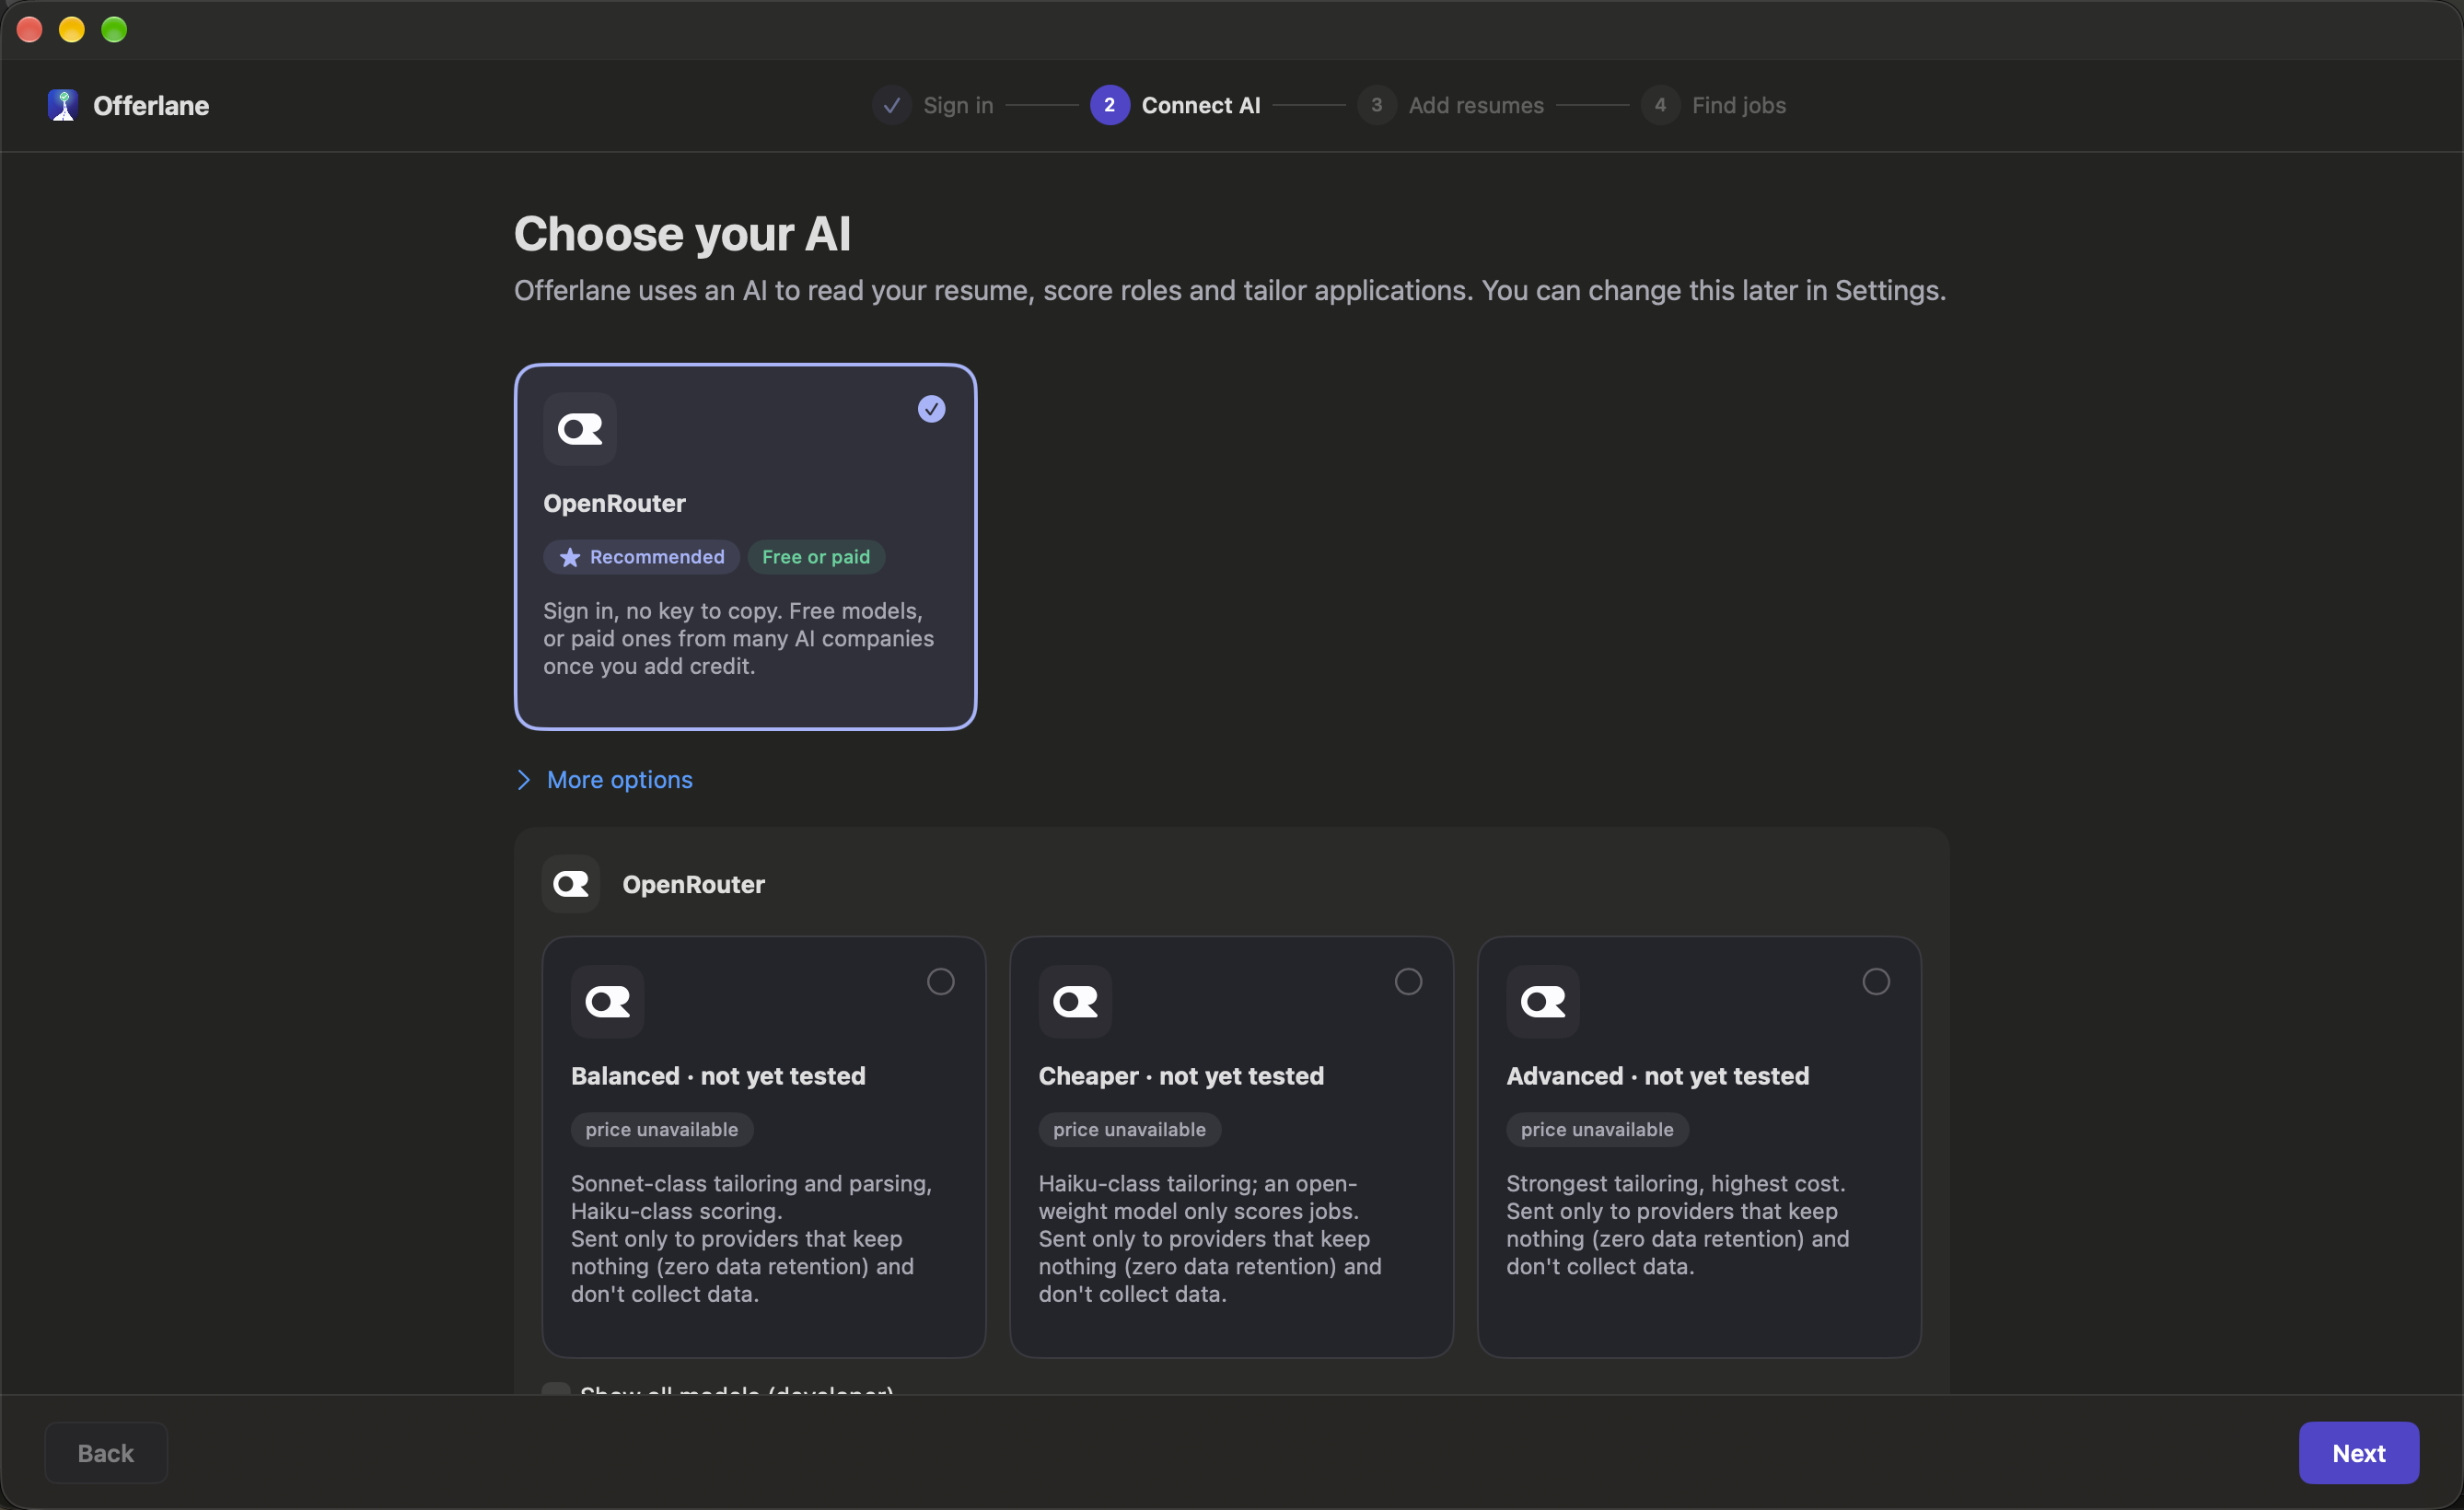 Offerlane
Sign in
2 Connect AI
3 Add resumes
4 Find jobs
Choose your AI
Offerlane uses an AI to read your resume, score roles and tailor applications. You can change this later in Settings.
OpenRouter
Recommended
Free or paid
Sign in, no key to copy. Free models,
or paid ones from many AI companies
once you add credit.
More options
OpenRouter
Balanced · not yet tested
price unavailable
Sonnet-class tailoring and parsing,
Haiku-class scoring.
Sent only to providers that keep
nothing (zero data retention) and
don't collect data.
Cheaper · not yet tested
price unavailable
Haiku-class tailoring; an open-
weight model only scores jobs.
Sent only to providers that keep
nothing (zero data retention) and
don't collect data.
Advanced · not yet tested
price unavailable
Strongest tailoring, highest cost.
Sent only to providers that keep
nothing (zero data retention) and
don't collect data.
Show all models (developer)
Back
Next